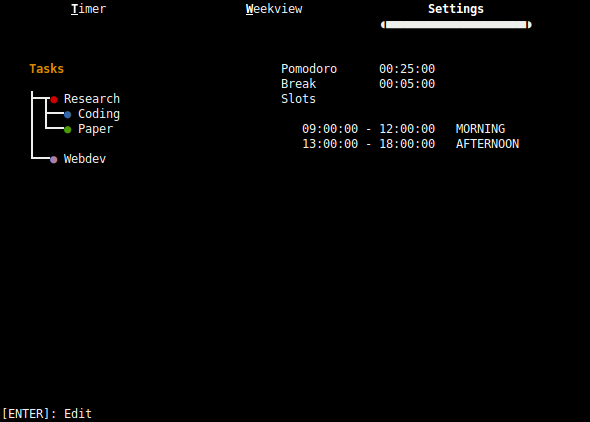 Timer Weekview Settings
Tasks
Research
Coding
Paper
Webdev
Pomodoro 00:25:00
Break 00:05:00
Slots
09:00:00 - 12:00:00 MORNING
13:00:00 - 18:00:00 AFTERNOON
[ENTER]: Edit